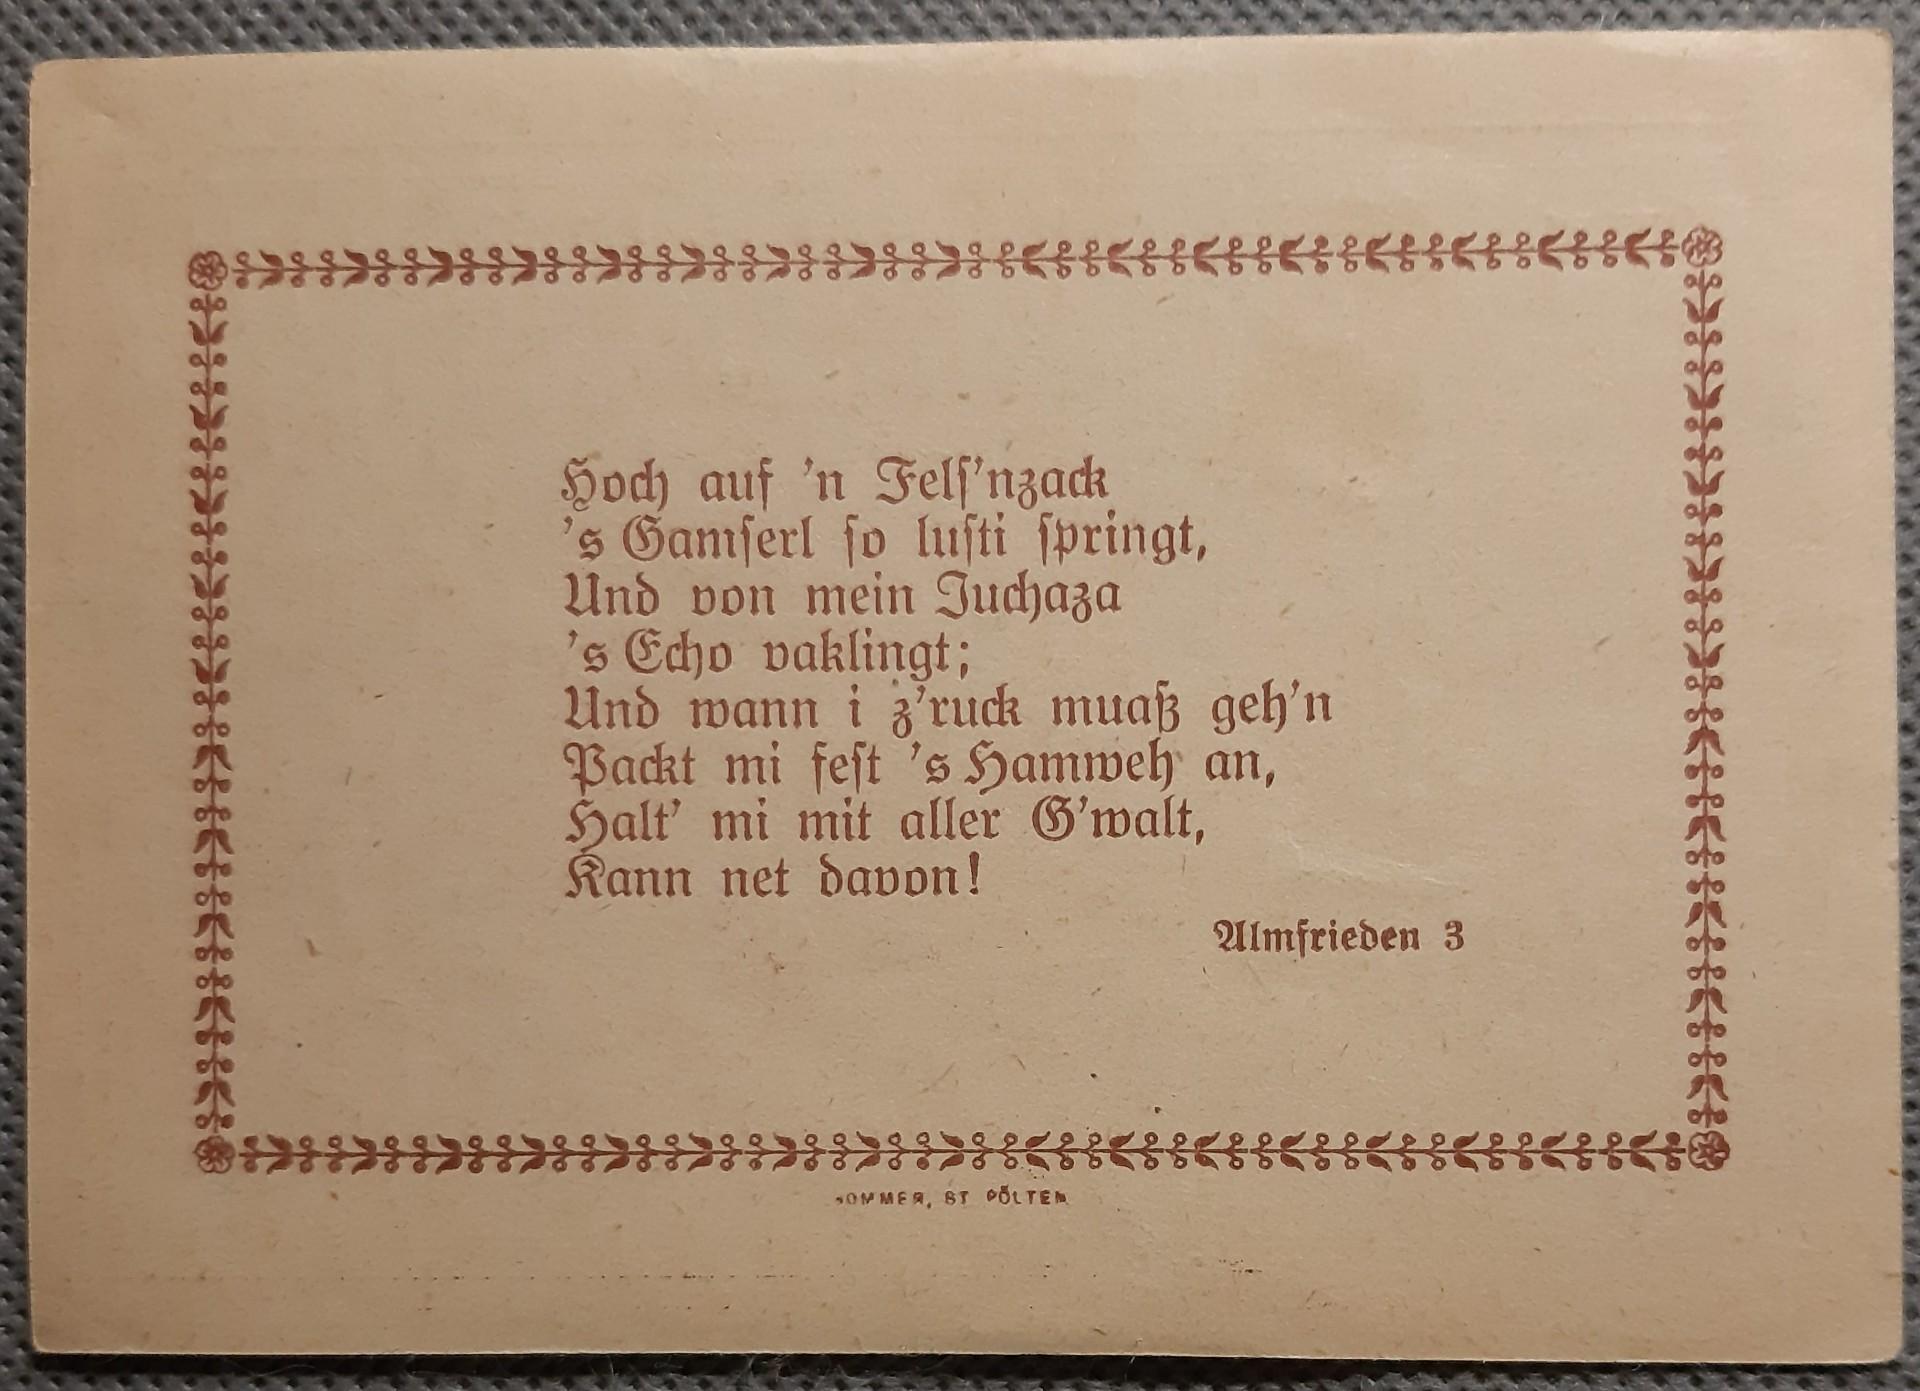 Hoch auf 'n Fels'nzack
's Gamserl so lusti springt,
Und von mein Juchaza
's Echo vaklingt;
Und wann i z'ruck muaß geh'n
Packt mi fest 's Hamweh an,
Halt' mi mit aller G'walt,
Kann net davon!
Almfrieden 3
SOMMER, ST PÖLTEN